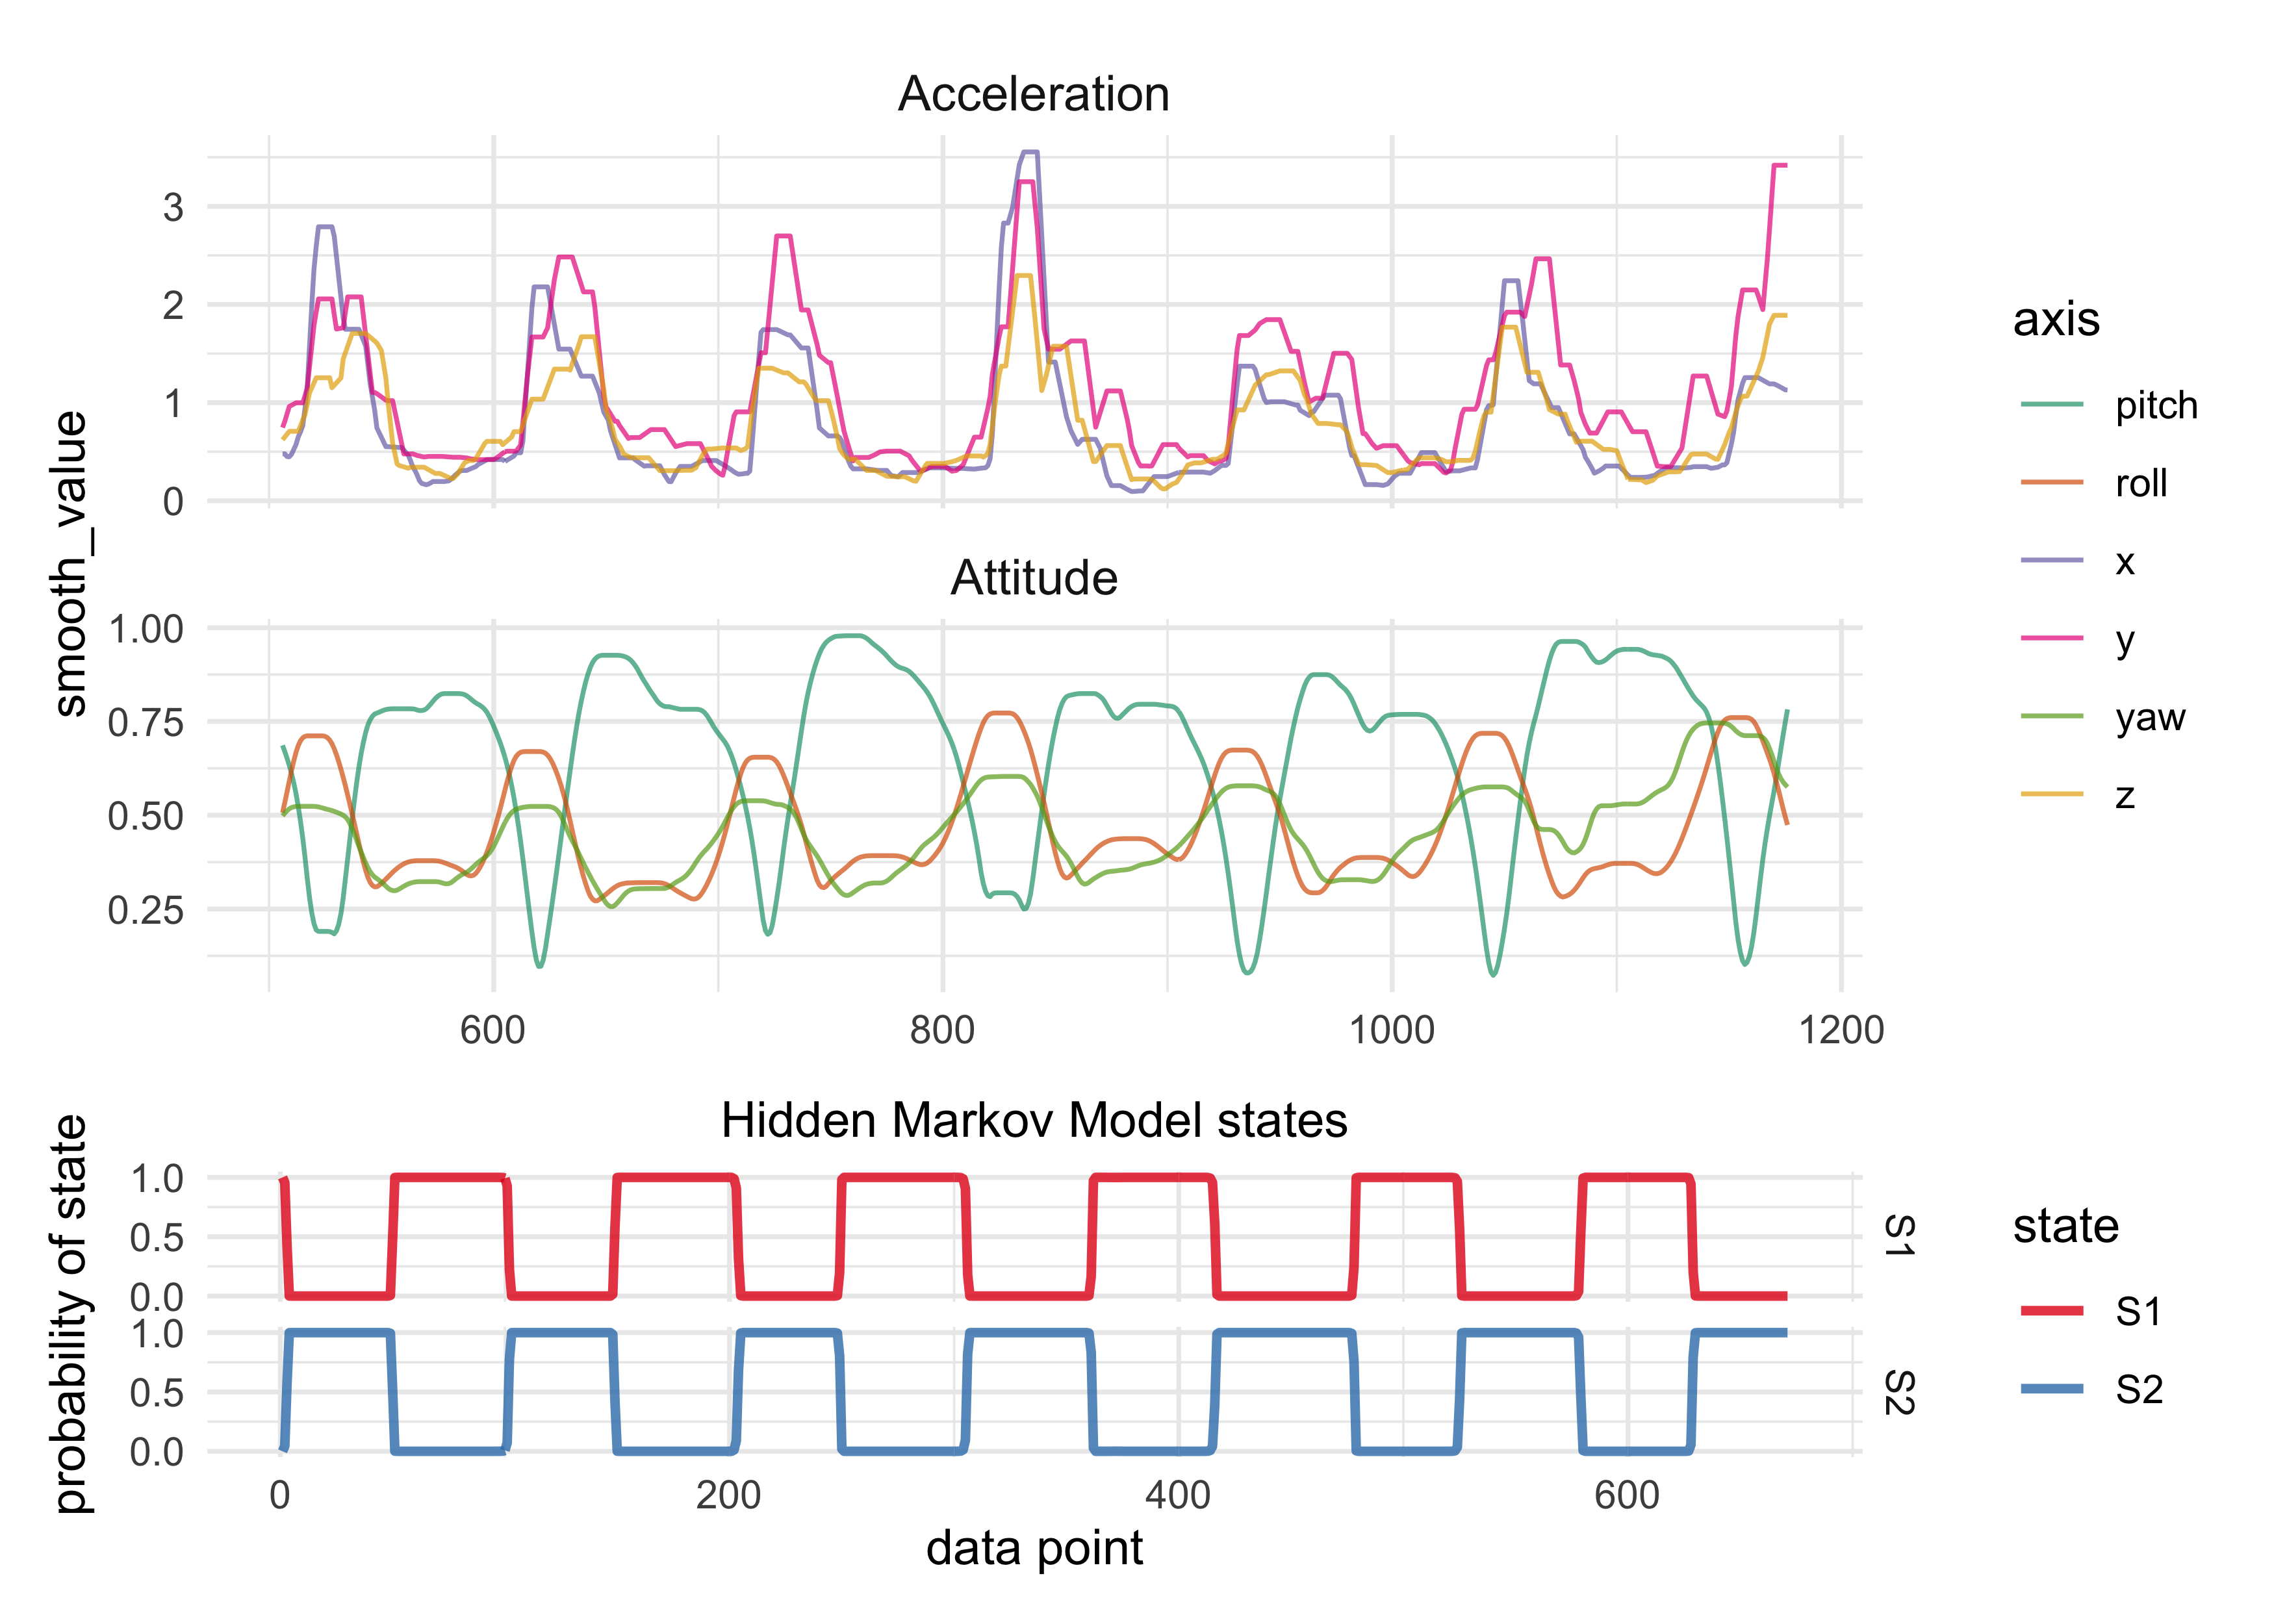 Acceleration
3
2
1
0
smooth_value
Attitude
1.00
0.75
0.50
0.25
600 800 1000 1200
axis
pitch
roll
x
y
yaw
z
Hidden Markov Model states
probability of state
1.0
0.5
0.0
S1
1.0
0.5
0.0
S2
0 200 400 600
data point
state
S1
S2